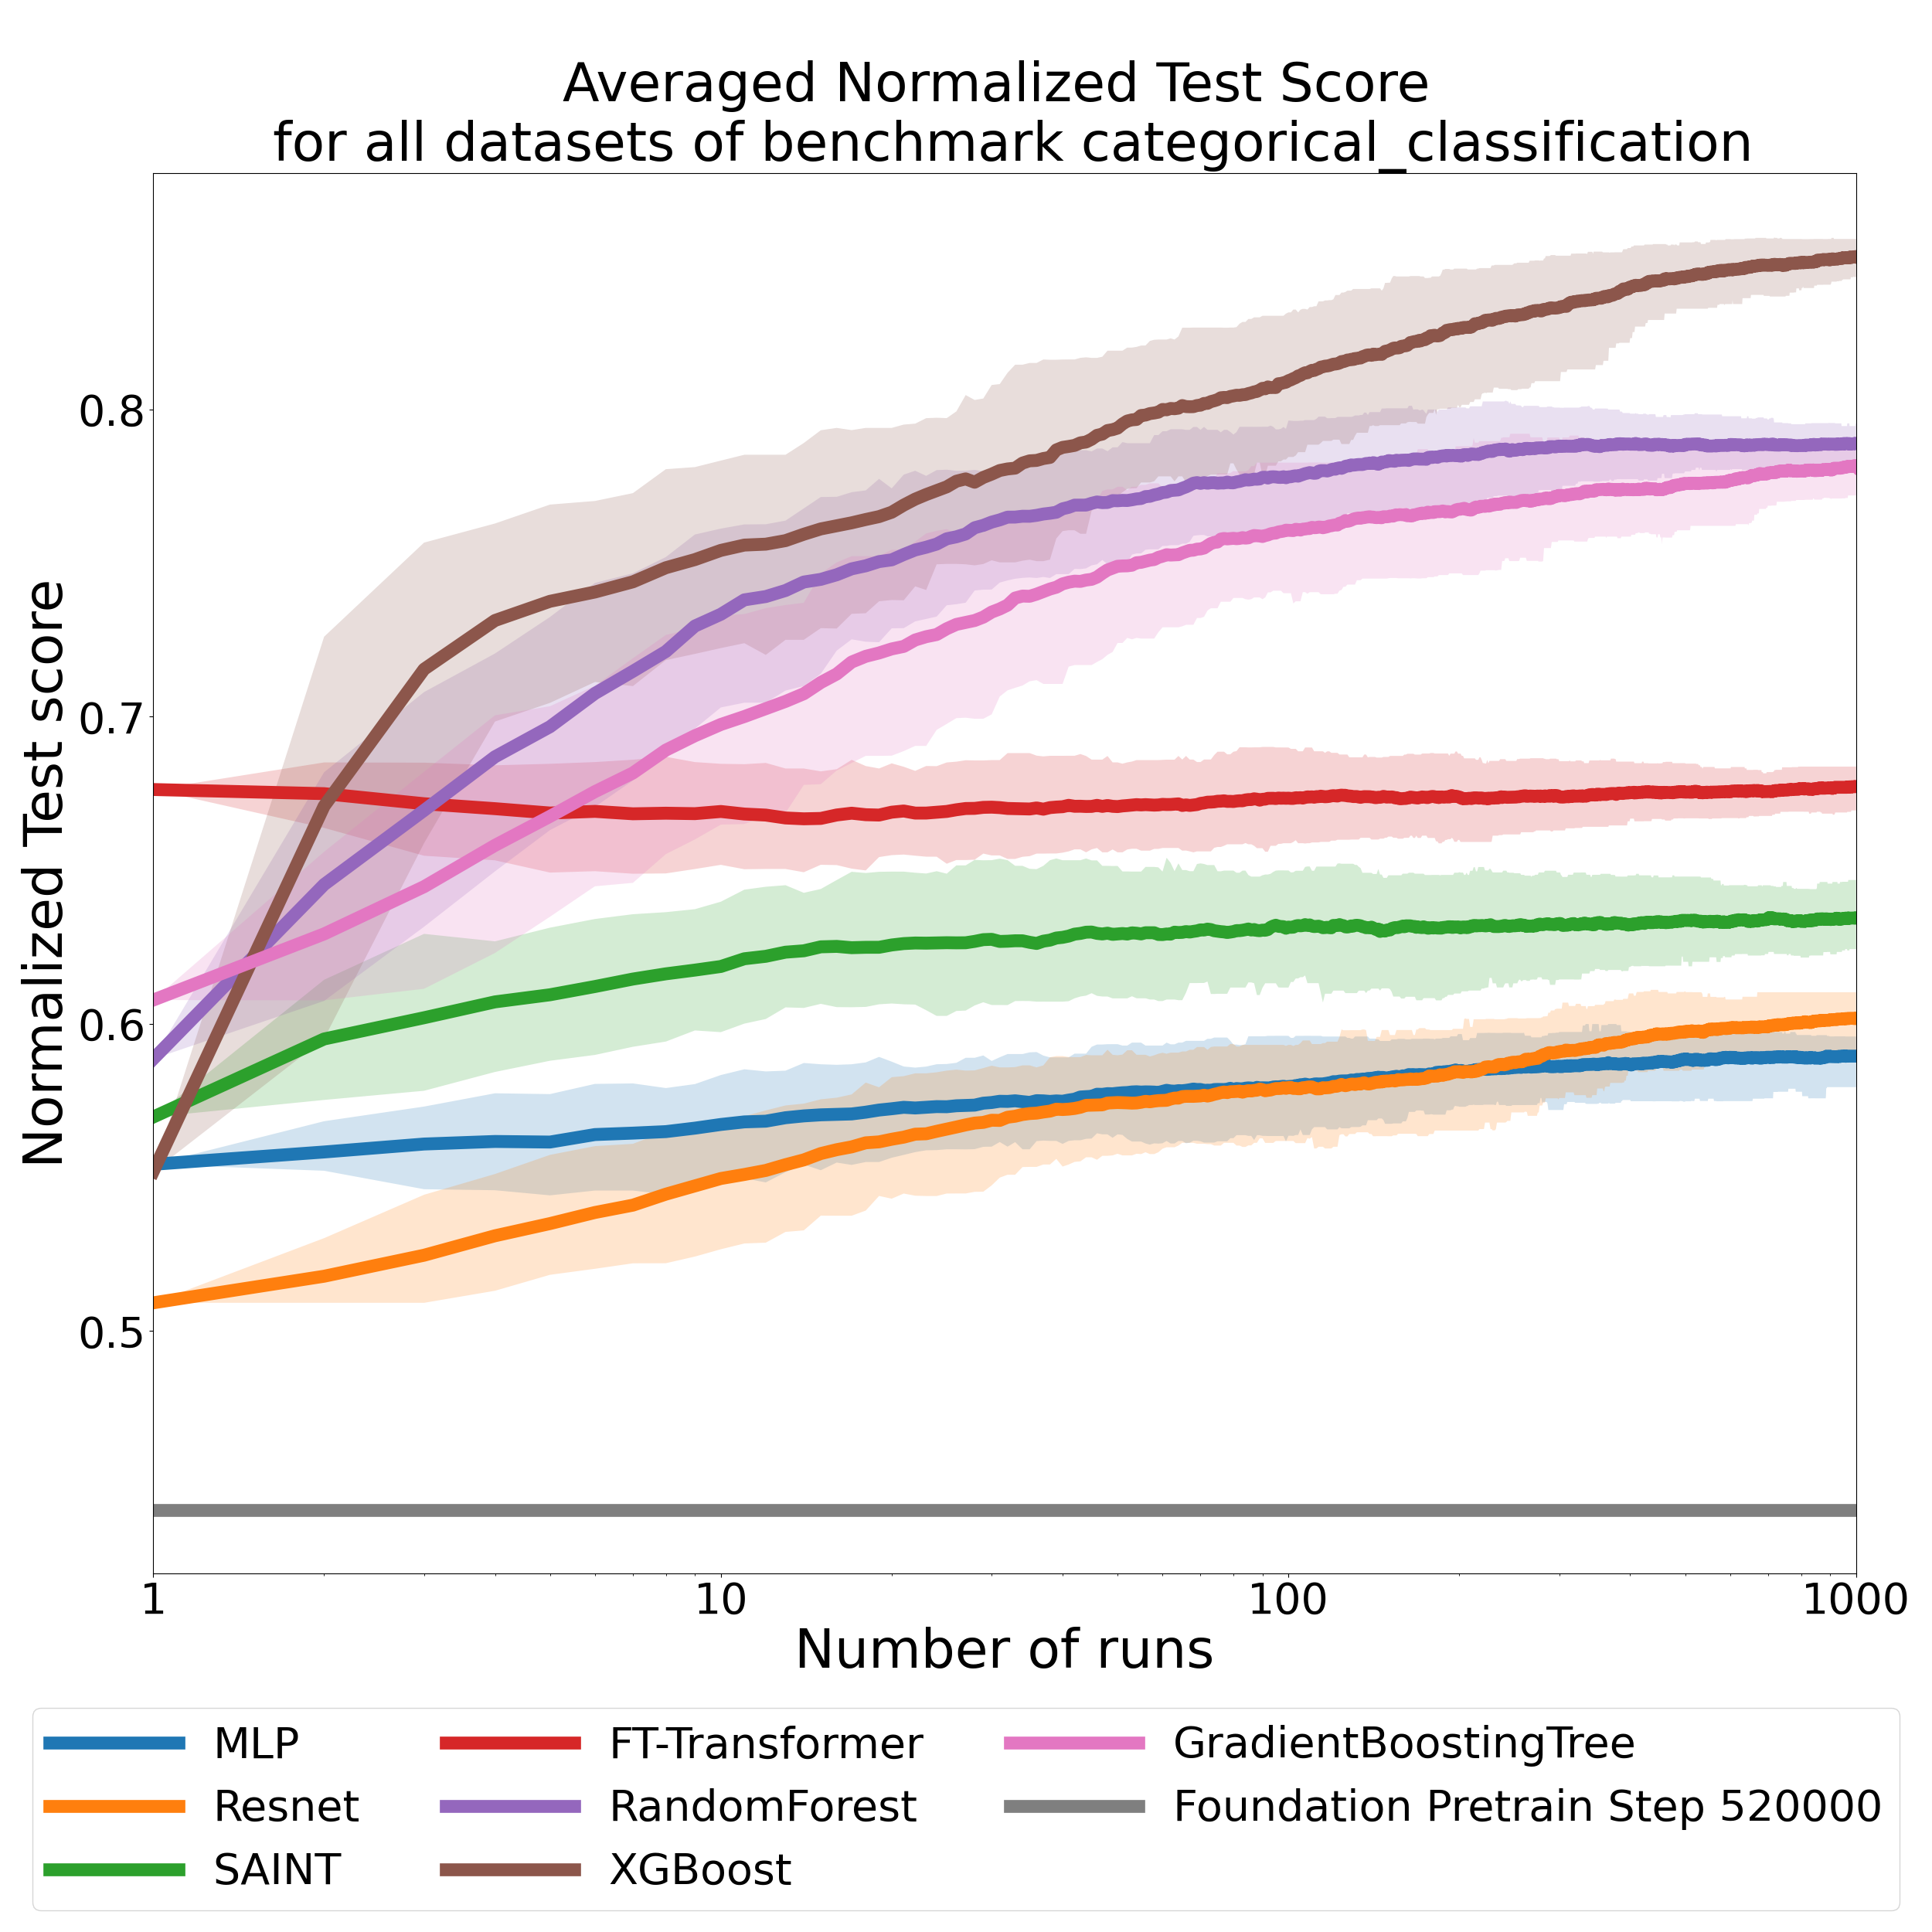 Averaged Normalized Test Score
for all datasets of benchmark categorical_classification
Normalized Test score
0.8
0.7
0.6
0.5
1
10
100
1000
Number of runs
MLP
Resnet
SAINT
FT-Transformer
RandomForest
XGBoost
GradientBoostingTree
Foundation Pretrain Step 520000